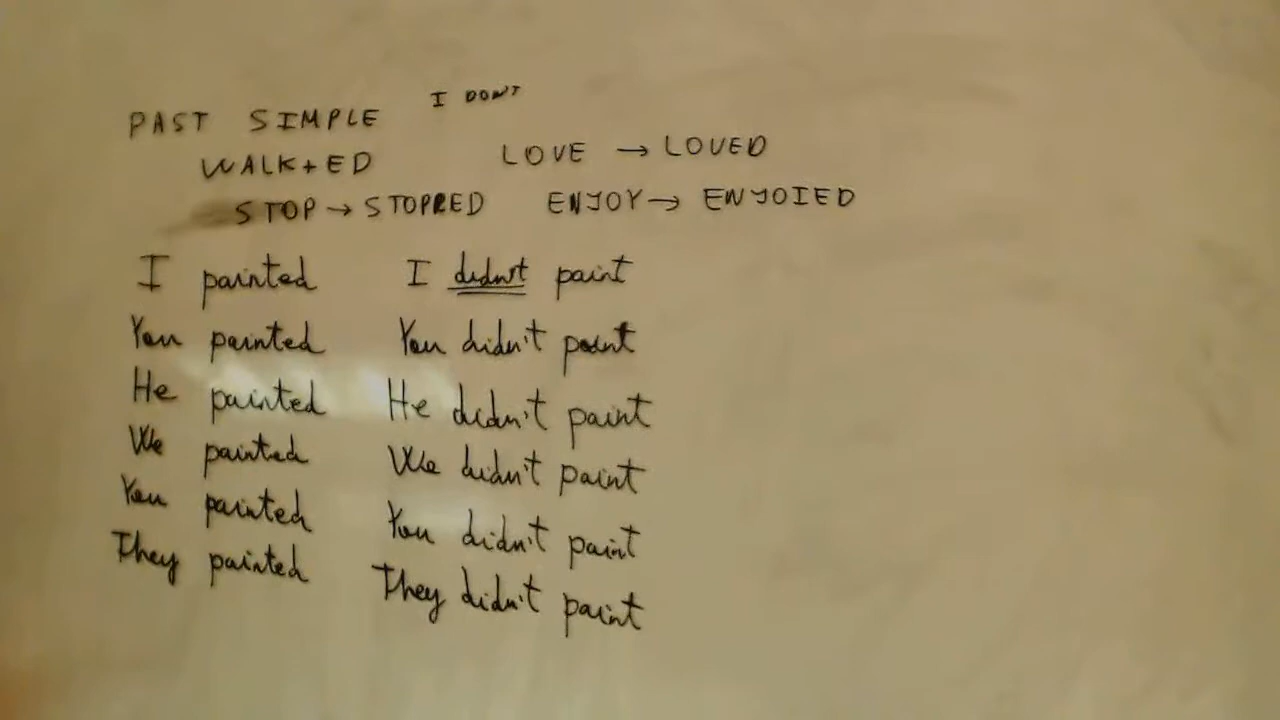 I DON'T
PAST SIMPLE
WALK+ED LOVE → LOVED
STOP → STOPPED ENJOY → ENJOIED
I painted I didn't paint
You painted You didn't paint
He painted He didn't paint
We painted We didn't paint
You painted You didn't paint
They painted They didn't paint